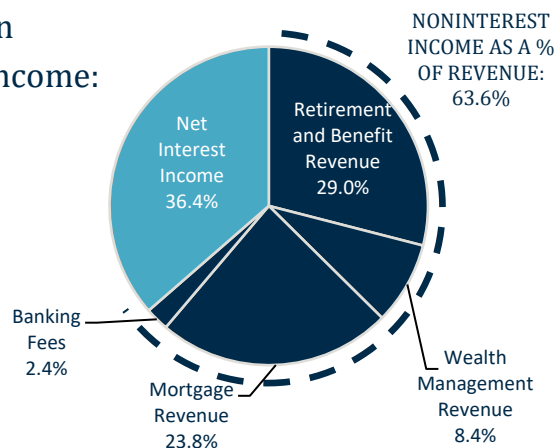 n
ncome:
NONINTEREST
INCOME AS A %
OF REVENUE:
63.6%
Net
Interest
Income
36.4%
Retirement
and Benefit
Revenue
29.0%
Banking
Fees
2.4%
Mortgage
Revenue
23.8%
Wealth
Management
Revenue
8.4%